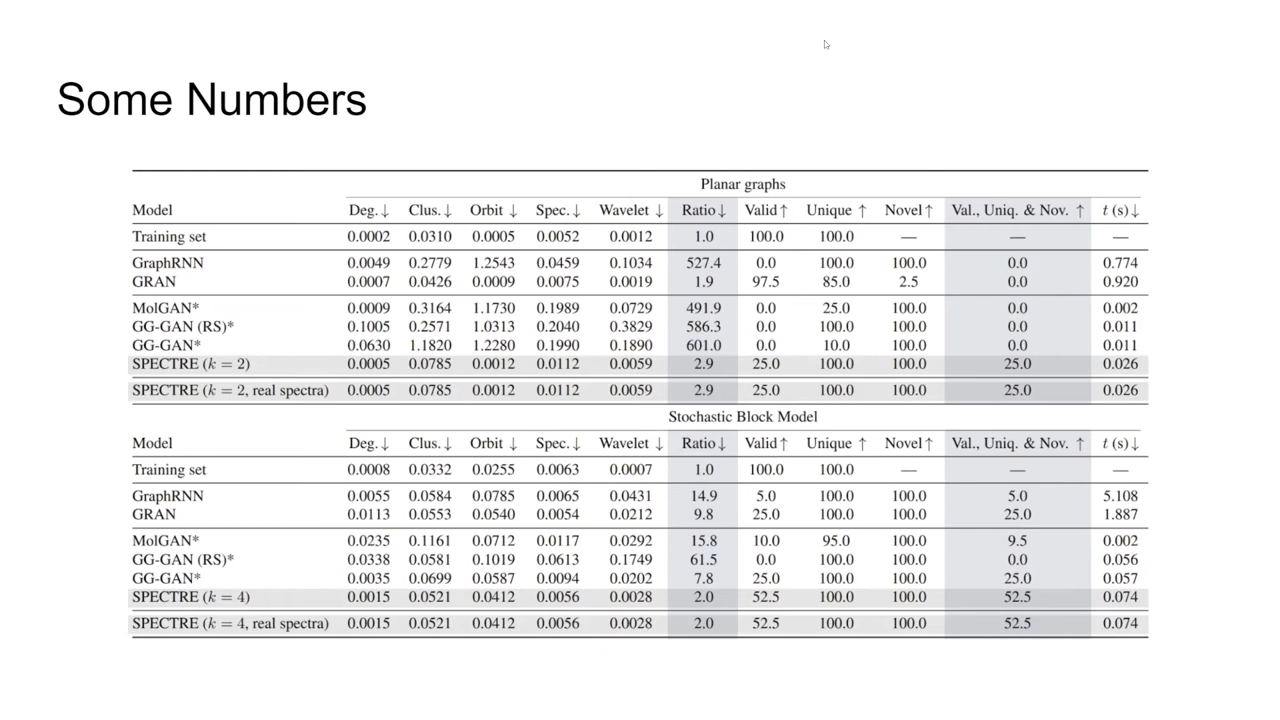 Some Numbers
Planar graphs
Model Deg.↓ Clus.↓ Orbit ↓ Spec.↓ Wavelet ↓ Ratio↓ Valid↑ Unique ↑ Novel↑ Val., Uniq. & Nov. ↑ t (s)↓
Training set 0.0002 0.0310 0.0005 0.0052 0.0012 1.0 100.0 100.0 — — —
GraphRNN 0.0049 0.2779 1.2543 0.0459 0.1034 527.4 0.0 100.0 100.0 0.0 0.774
GRAN 0.0007 0.0426 0.0009 0.0075 0.0019 1.9 97.5 85.0 2.5 0.0 0.920
MolGAN* 0.0009 0.3164 1.1730 0.1989 0.0729 491.9 0.0 25.0 100.0 0.0 0.002
GG-GAN (RS)* 0.1005 0.2571 1.0313 0.2040 0.3829 586.3 0.0 100.0 100.0 0.0 0.011
GG-GAN* 0.0630 1.1820 1.2280 0.1990 0.1890 601.0 0.0 10.0 100.0 0.0 0.011
SPECTRE (k = 2) 0.0005 0.0785 0.0012 0.0112 0.0059 2.9 25.0 100.0 100.0 25.0 0.026
SPECTRE (k = 2, real spectra) 0.0005 0.0785 0.0012 0.0112 0.0059 2.9 25.0 100.0 100.0 25.0 0.026
Stochastic Block Model
Model Deg.↓ Clus.↓ Orbit ↓ Spec.↓ Wavelet ↓ Ratio↓ Valid↑ Unique ↑ Novel↑ Val., Uniq. & Nov. ↑ t (s)↓
Training set 0.0008 0.0332 0.0255 0.0063 0.0007 1.0 100.0 100.0 — — —
GraphRNN 0.0055 0.0584 0.0785 0.0065 0.0431 14.9 5.0 100.0 100.0 5.0 5.108
GRAN 0.0113 0.0553 0.0540 0.0054 0.0212 9.8 25.0 100.0 100.0 25.0 1.887
MolGAN* 0.0235 0.1161 0.0712 0.0117 0.0292 15.8 10.0 95.0 100.0 9.5 0.002
GG-GAN (RS)* 0.0338 0.0581 0.1019 0.0613 0.1749 61.5 0.0 100.0 100.0 0.0 0.056
GG-GAN* 0.0035 0.0699 0.0587 0.0094 0.0202 7.8 25.0 100.0 100.0 25.0 0.057
SPECTRE (k = 4) 0.0015 0.0521 0.0412 0.0056 0.0028 2.0 52.5 100.0 100.0 52.5 0.074
SPECTRE (k = 4, real spectra) 0.0015 0.0521 0.0412 0.0056 0.0028 2.0 52.5 100.0 100.0 52.5 0.074